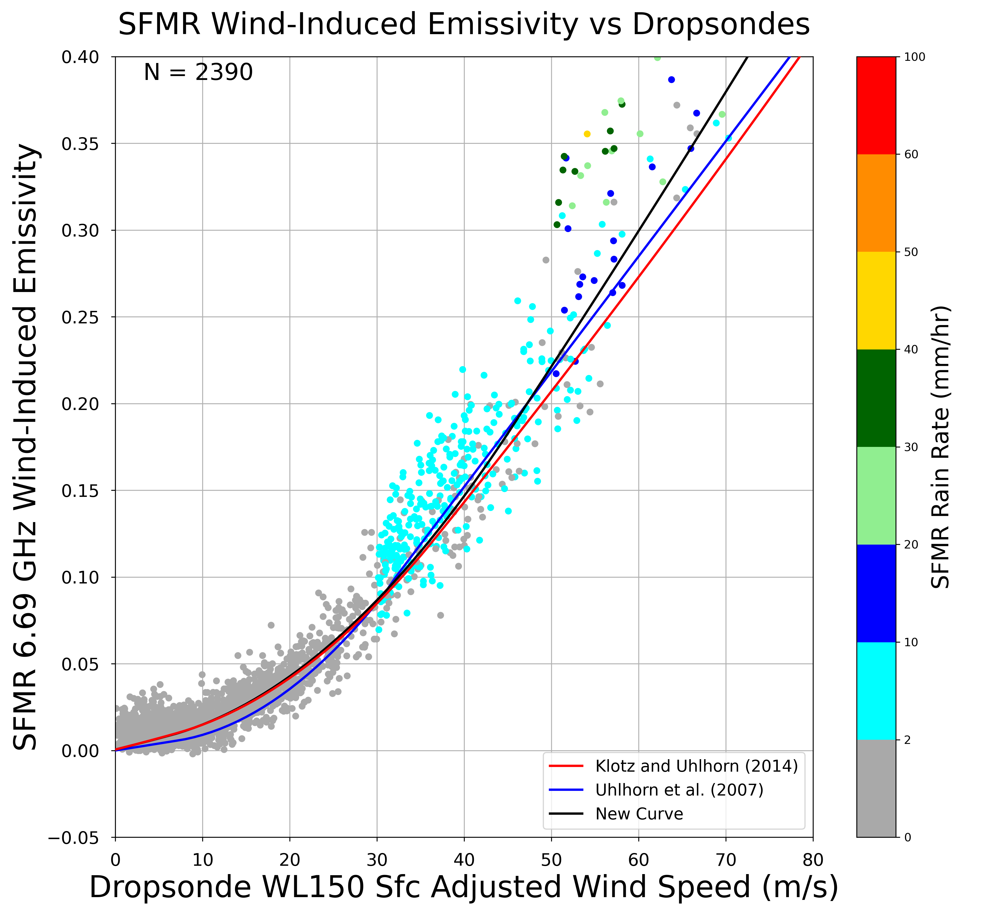 SFMR Wind-Induced Emissivity vs Dropsondes
N = 2390
SFMR 6.69 GHz Wind-Induced Emissivity
0.40
0.35
0.30
0.25
0.20
0.15
0.10
0.05
0.00
−0.05
0 10 20 30 40 50 60 70 80
Dropsonde WL150 Sfc Adjusted Wind Speed (m/s)
Klotz and Uhlhorn (2014)
Uhlhorn et al. (2007)
New Curve
100
60
50
40
30
20
10
2
0
SFMR Rain Rate (mm/hr)